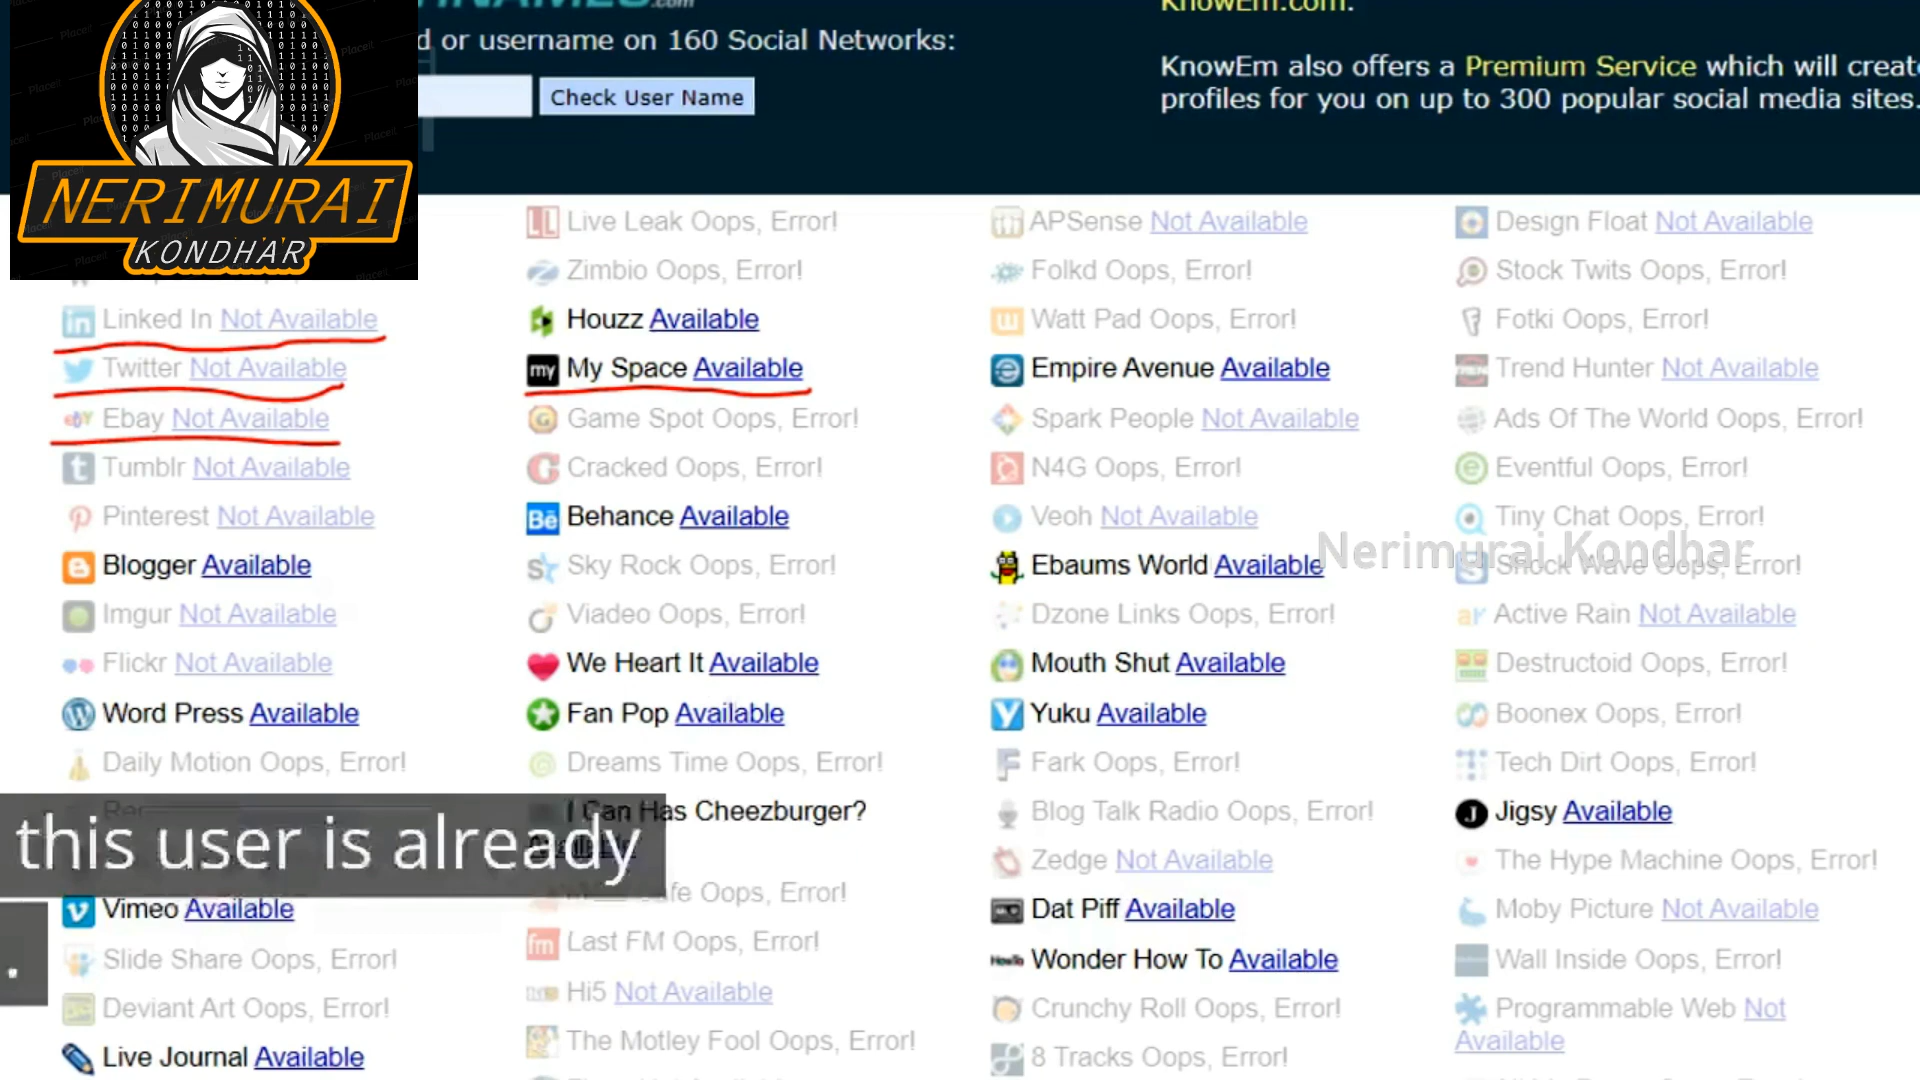 KnowEm.com.
.com
d or username on 160 Social Networks:
Check User Name
KnowEm also offers a Premium Service which will create
profiles for you on up to 300 popular social media sites.
NERIMURAI
KONDHAR
Linked In Not Available
Twitter Not Available
Ebay Not Available
Tumblr Not Available
Pinterest Not Available
Blogger Available
Imgur Not Available
Flickr Not Available
Word Press Available
Daily Motion Oops, Error!
this user is already
.
Vimeo Available
Slide Share Oops, Error!
Deviant Art Oops, Error!
Live Journal Available
Live Leak Oops, Error!
Zimbio Oops, Error!
Houzz Available
My Space Available
Game Spot Oops, Error!
Cracked Oops, Error!
Behance Available
Sky Rock Oops, Error!
Viadeo Oops, Error!
We Heart It Available
Fan Pop Available
Dreams Time Oops, Error!
I Can Has Cheezburger?
Available
Oops, Error!
Last FM Oops, Error!
Hi5 Not Available
The Motley Fool Oops, Error!
APSense Not Available
Folkd Oops, Error!
Watt Pad Oops, Error!
Empire Avenue Available
Spark People Not Available
N4G Oops, Error!
Veoh Not Available
Ebaums World Available
Dzone Links Oops, Error!
Mouth Shut Available
Yuku Available
Fark Oops, Error!
Blog Talk Radio Oops, Error!
Zedge Not Available
Dat Piff Available
Wonder How To Available
Crunchy Roll Oops, Error!
8 Tracks Oops, Error!
Design Float Not Available
Stock Twits Oops, Error!
Fotki Oops, Error!
Trend Hunter Not Available
Ads Of The World Oops, Error!
Eventful Oops, Error!
Tiny Chat Oops, Error!
Nerimurai Kondhar
Shock Wave Oops, Error!
Active Rain Not Available
Destructoid Oops, Error!
Boonex Oops, Error!
Tech Dirt Oops, Error!
Jigsy Available
The Hype Machine Oops, Error!
Moby Picture Not Available
Wall Inside Oops, Error!
Programmable Web Not
Available